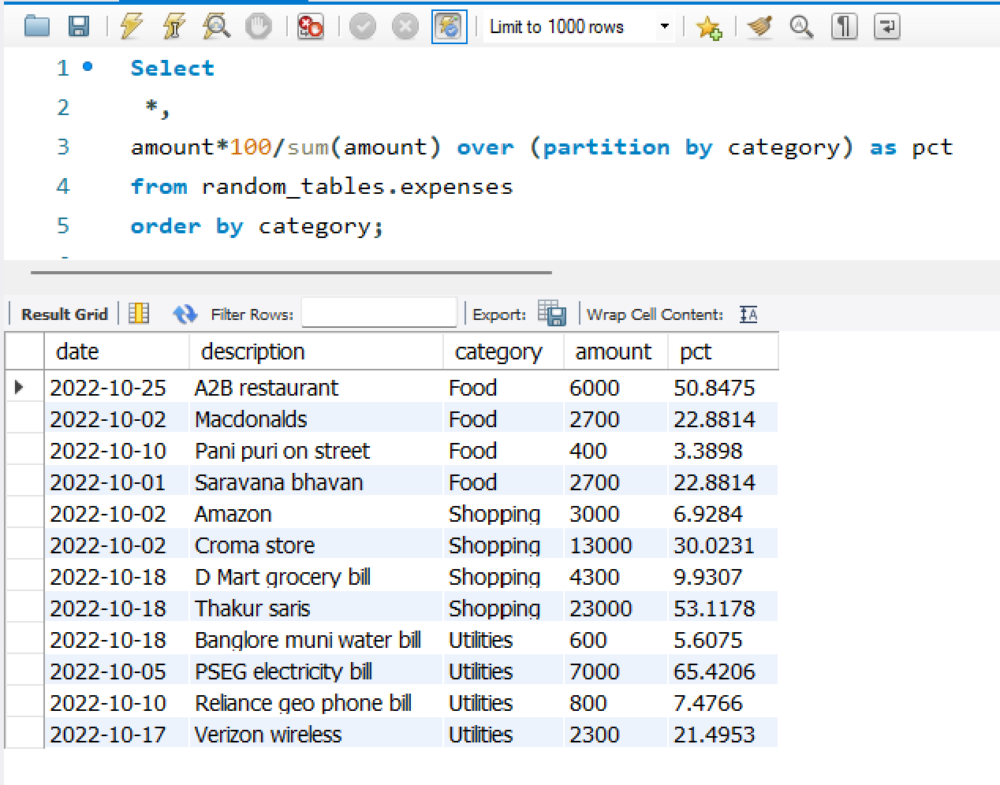 Limit to 1000 rows
1 Select
2 *,
3 amount*100/sum(amount) over (partition by category) as pct
4 from random_tables.expenses
5 order by category;
Result Grid Filter Rows: Export: Wrap Cell Content:
date description category amount pct
2022-10-25 A2B restaurant Food 6000 50.8475
2022-10-02 Macdonalds Food 2700 22.8814
2022-10-10 Pani puri on street Food 400 3.3898
2022-10-01 Saravana bhavan Food 2700 22.8814
2022-10-02 Amazon Shopping 3000 6.9284
2022-10-02 Croma store Shopping 13000 30.0231
2022-10-18 D Mart grocery bill Shopping 4300 9.9307
2022-10-18 Thakur saris Shopping 23000 53.1178
2022-10-18 Banglore muni water bill Utilities 600 5.6075
2022-10-05 PSEG electricity bill Utilities 7000 65.4206
2022-10-10 Reliance geo phone bill Utilities 800 7.4766
2022-10-17 Verizon wireless Utilities 2300 21.4953